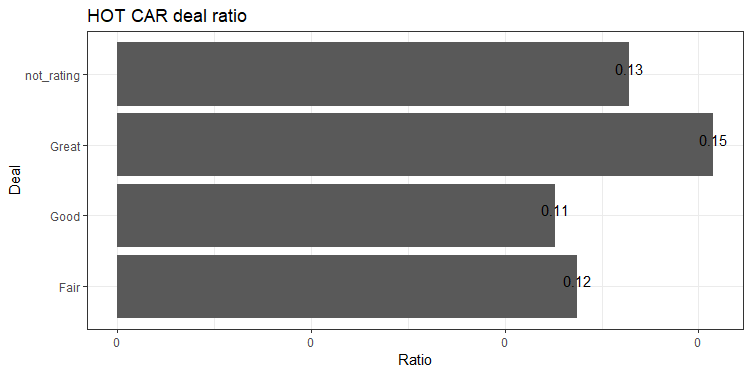 HOT CAR deal ratio
not_rating
0.13
Great
0.15
Deal
Good
0.11
Fair
0.12
0 0 0 0
Ratio